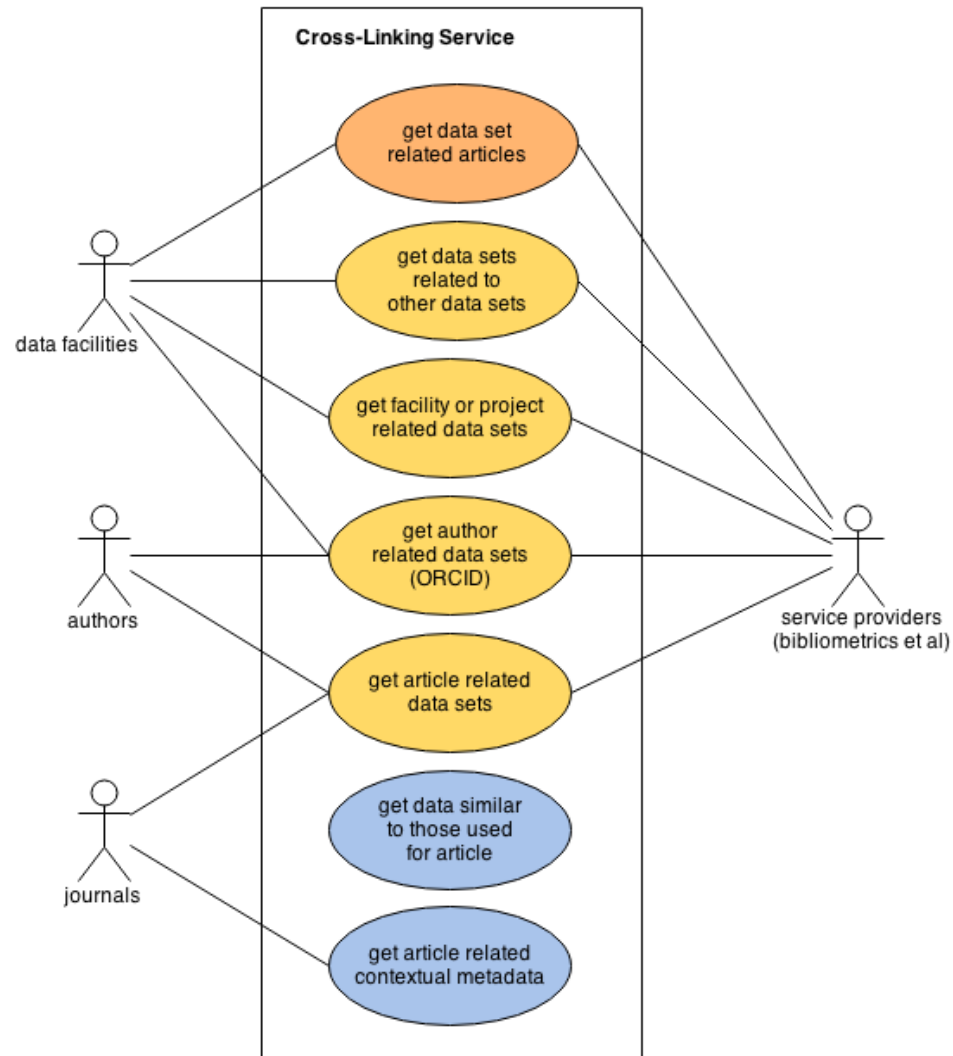 Cross-Linking Service
get data set
related articles
get data sets
related to
other data sets
data facilities
get facility or project
related data sets
get author
related data sets
(ORCID)
authors
service providers
(bibliometrics et al)
get article related
data sets
get data similar
to those used
for article
journals
get article related
contextual metadata